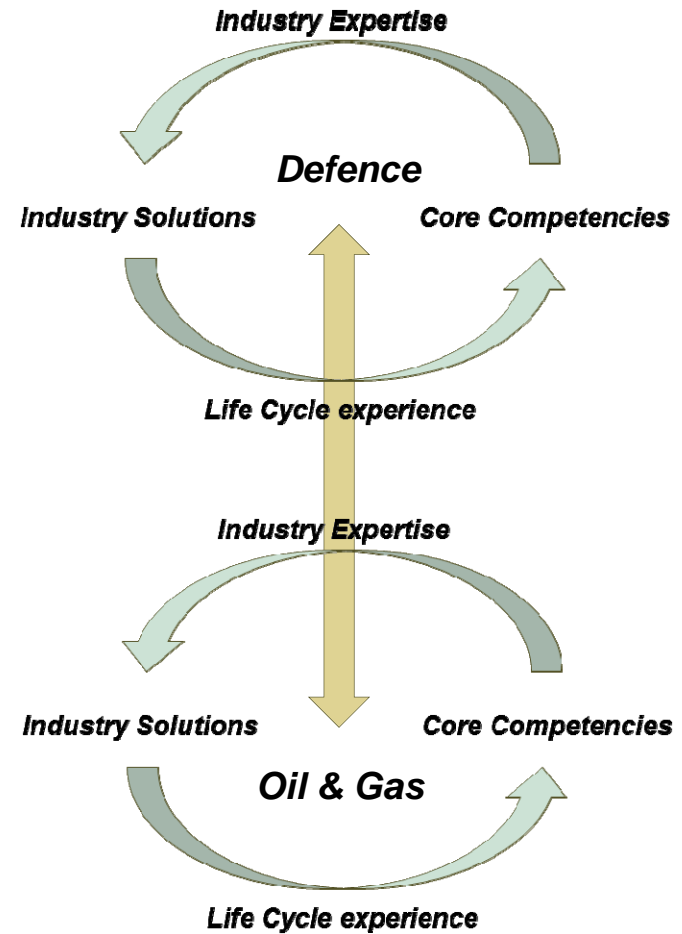 Industry Expertise
Defence
Industry Solutions
Core Competencies
Life Cycle experience
Industry Expertise
Industry Solutions
Core Competencies
Oil & Gas
Life Cycle experience